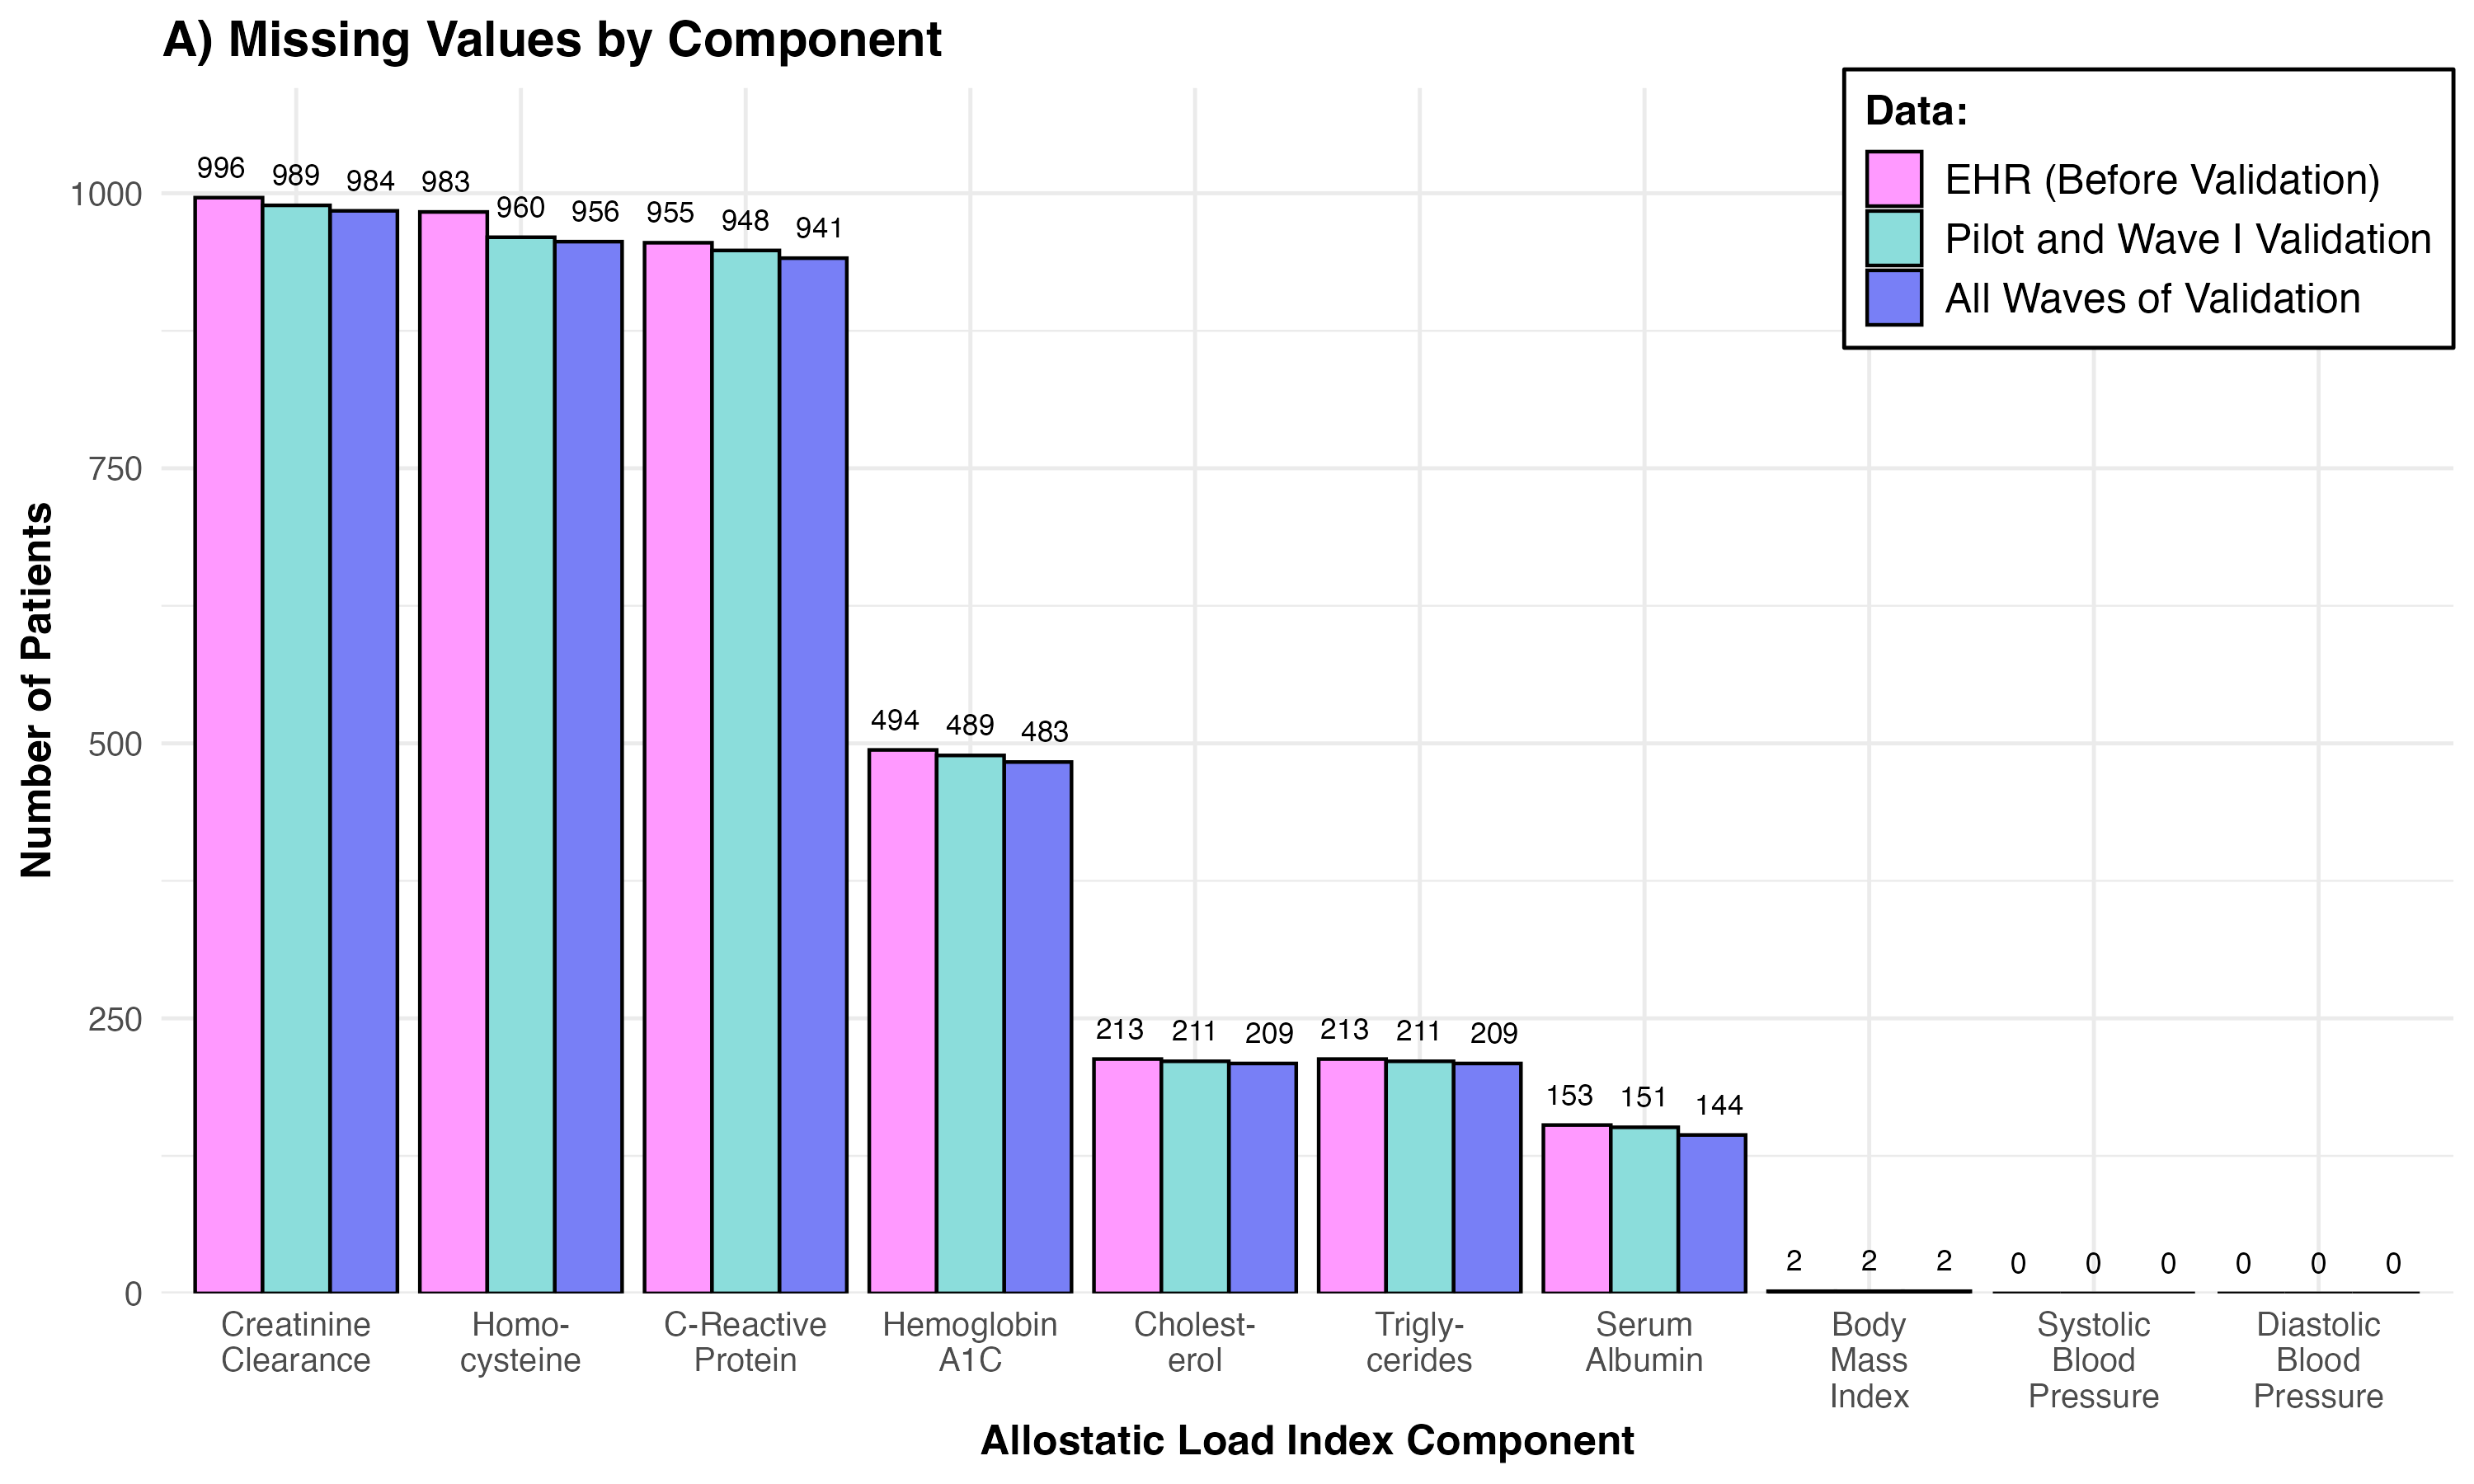 A) Missing Values by Component
Data:
EHR (Before Validation)
Pilot and Wave I Validation
All Waves of Validation
Number of Patients
1000
750
500
250
0
996 989 984 983 960 956 955 948 941
494 489 483
213 211 209 213 211 209
153 151 144
2 2 2 0 0 0 0 0 0
Creatinine
Clearance
Homo-
cysteine
C-Reactive
Protein
Hemoglobin
A1C
Cholest-
erol
Trigly-
cerides
Serum
Albumin
Body
Mass
Index
Systolic
Blood
Pressure
Diastolic
Blood
Pressure
Allostatic Load Index Component